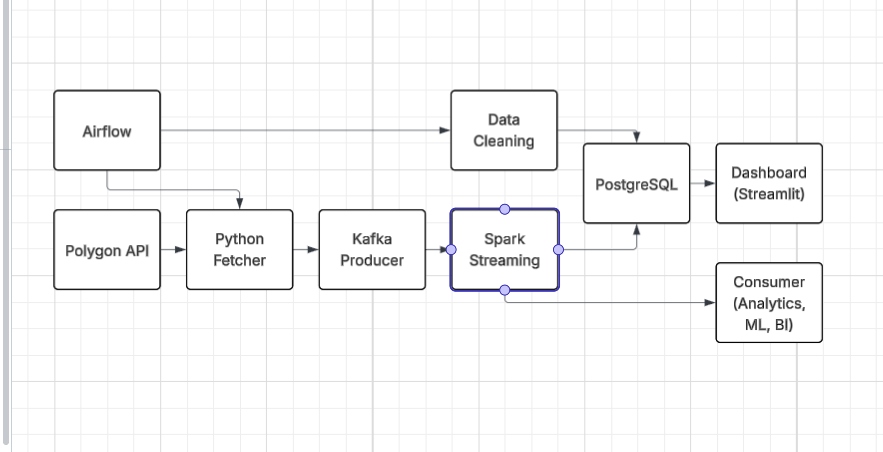 Airflow
Data
Cleaning
PostgreSQL
Dashboard
(Streamlit)
Polygon API
Python
Fetcher
Kafka
Producer
Spark
Streaming
Consumer
(Analytics,
ML, BI)